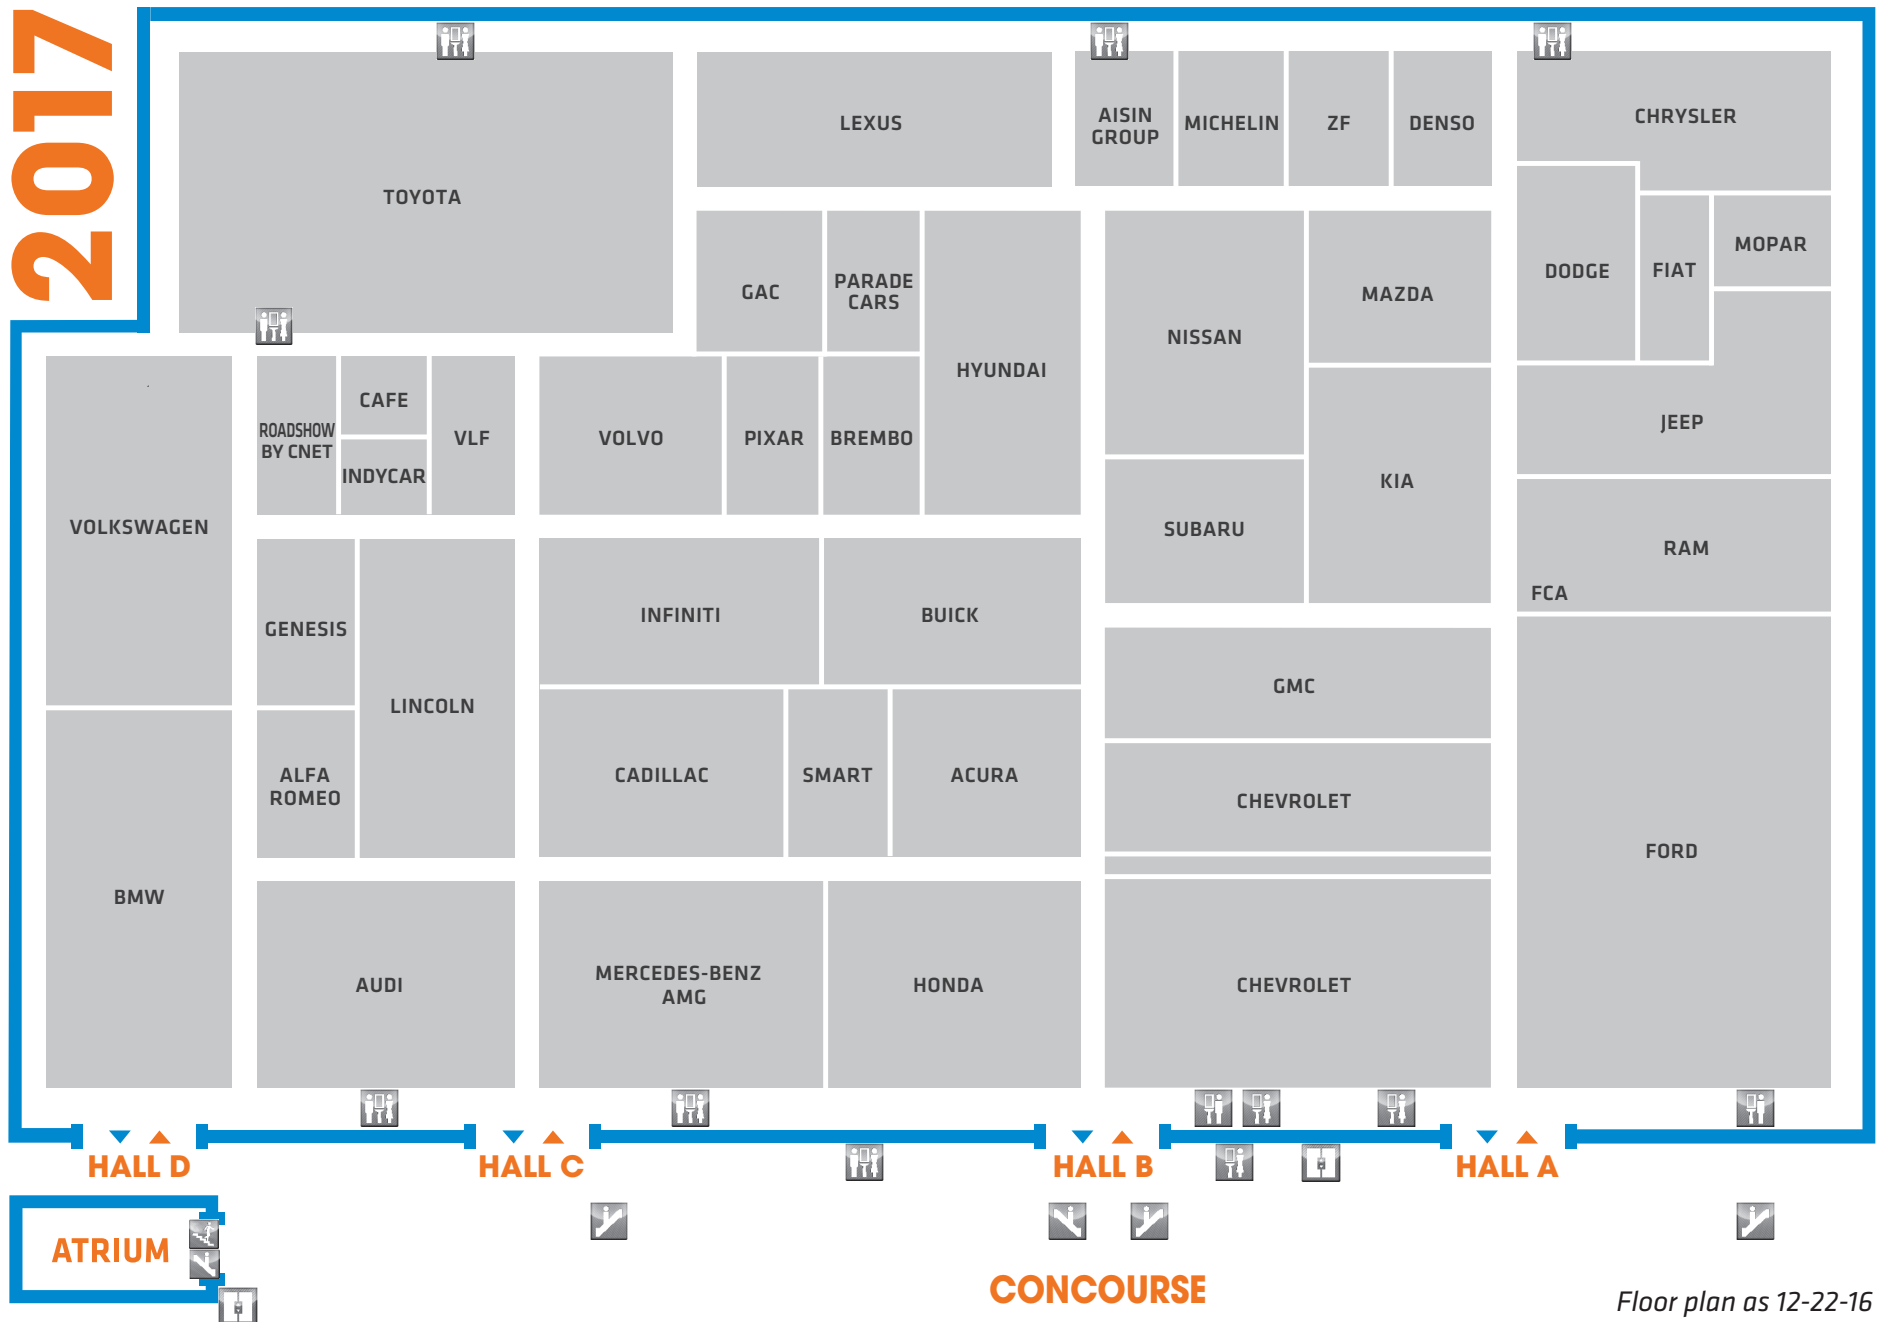 2017
TOYOTA
LEXUS
AISIN
GROUP
MICHELIN
ZF
DENSO
CHRYSLER
GAC
PARADE
CARS
HYUNDAI
NISSAN
MAZDA
DODGE
FIAT
MOPAR
VOLKSWAGEN
ROADSHOW
BY CNET
CAFE
INDYCAR
VLF
VOLVO
PIXAR
BREMBO
SUBARU
KIA
JEEP
RAM
FCA
GENESIS
LINCOLN
INFINITI
BUICK
GMC
ALFA
ROMEO
CADILLAC
SMART
ACURA
CHEVROLET
FORD
BMW
AUDI
MERCEDES-BENZ
AMG
HONDA
CHEVROLET
HALL D
HALL C
HALL B
HALL A
ATRIUM
CONCOURSE
Floor plan as 12-22-16